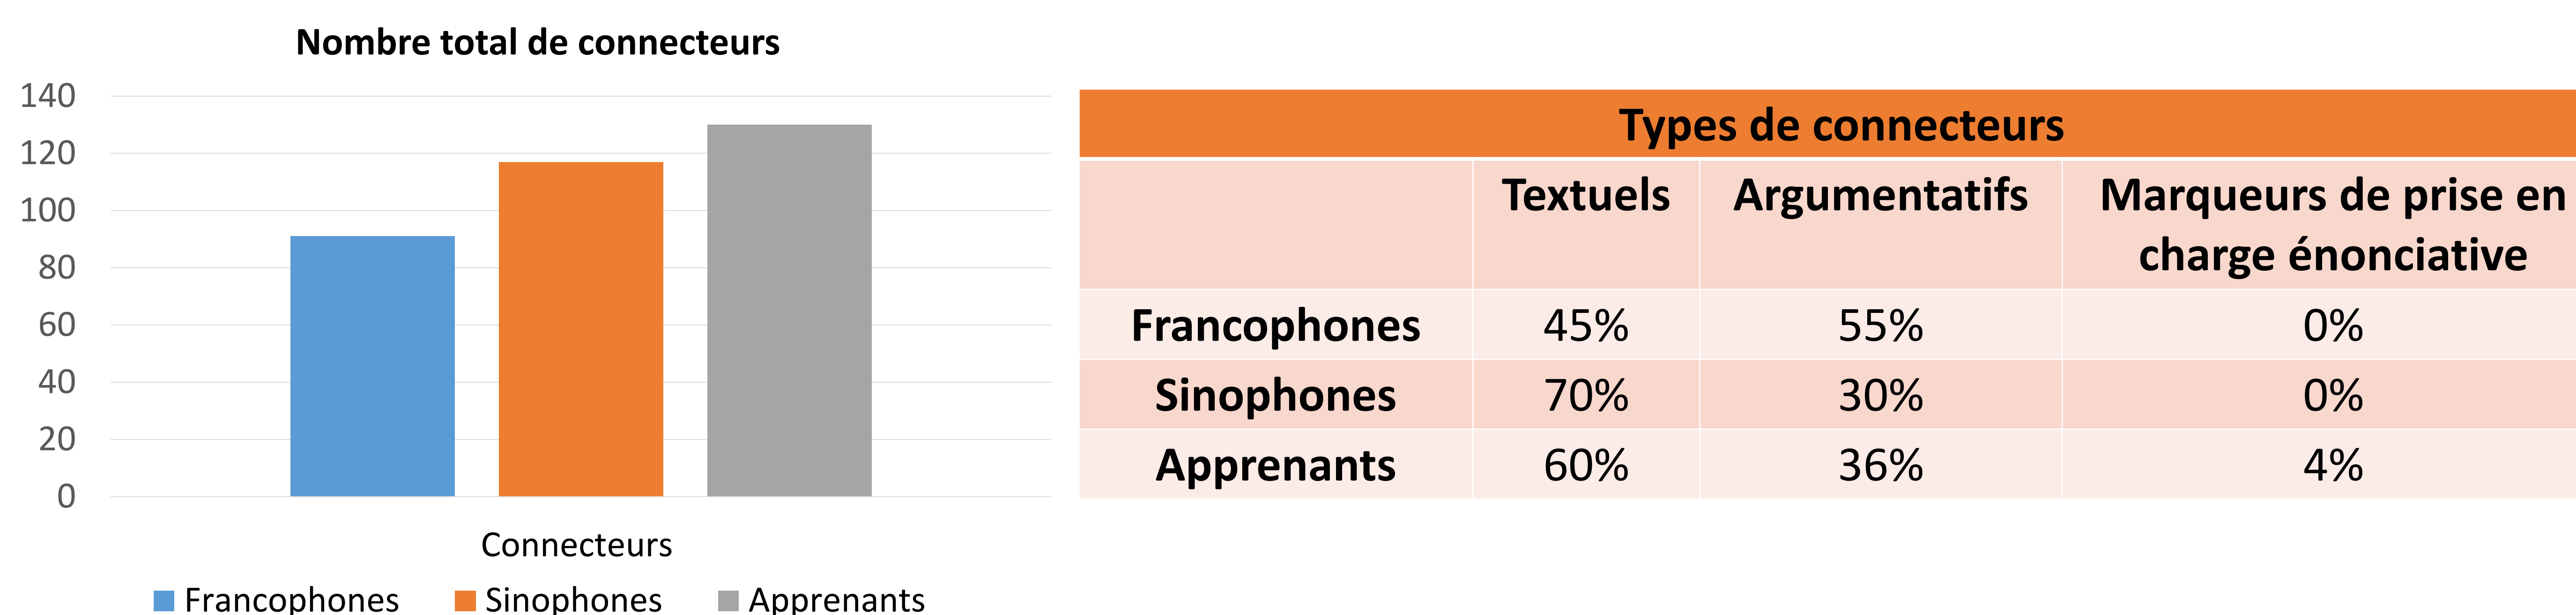 Nombre total de connecteurs
140
120
100
80
60
40
20
0
Connecteurs
Francophones Sinophones Apprenants
Types de connecteurs
Textuels Argumentatifs Marqueurs de prise en
charge énonciative
Francophones 45% 55% 0%
Sinophones 70% 30% 0%
Apprenants 60% 36% 4%